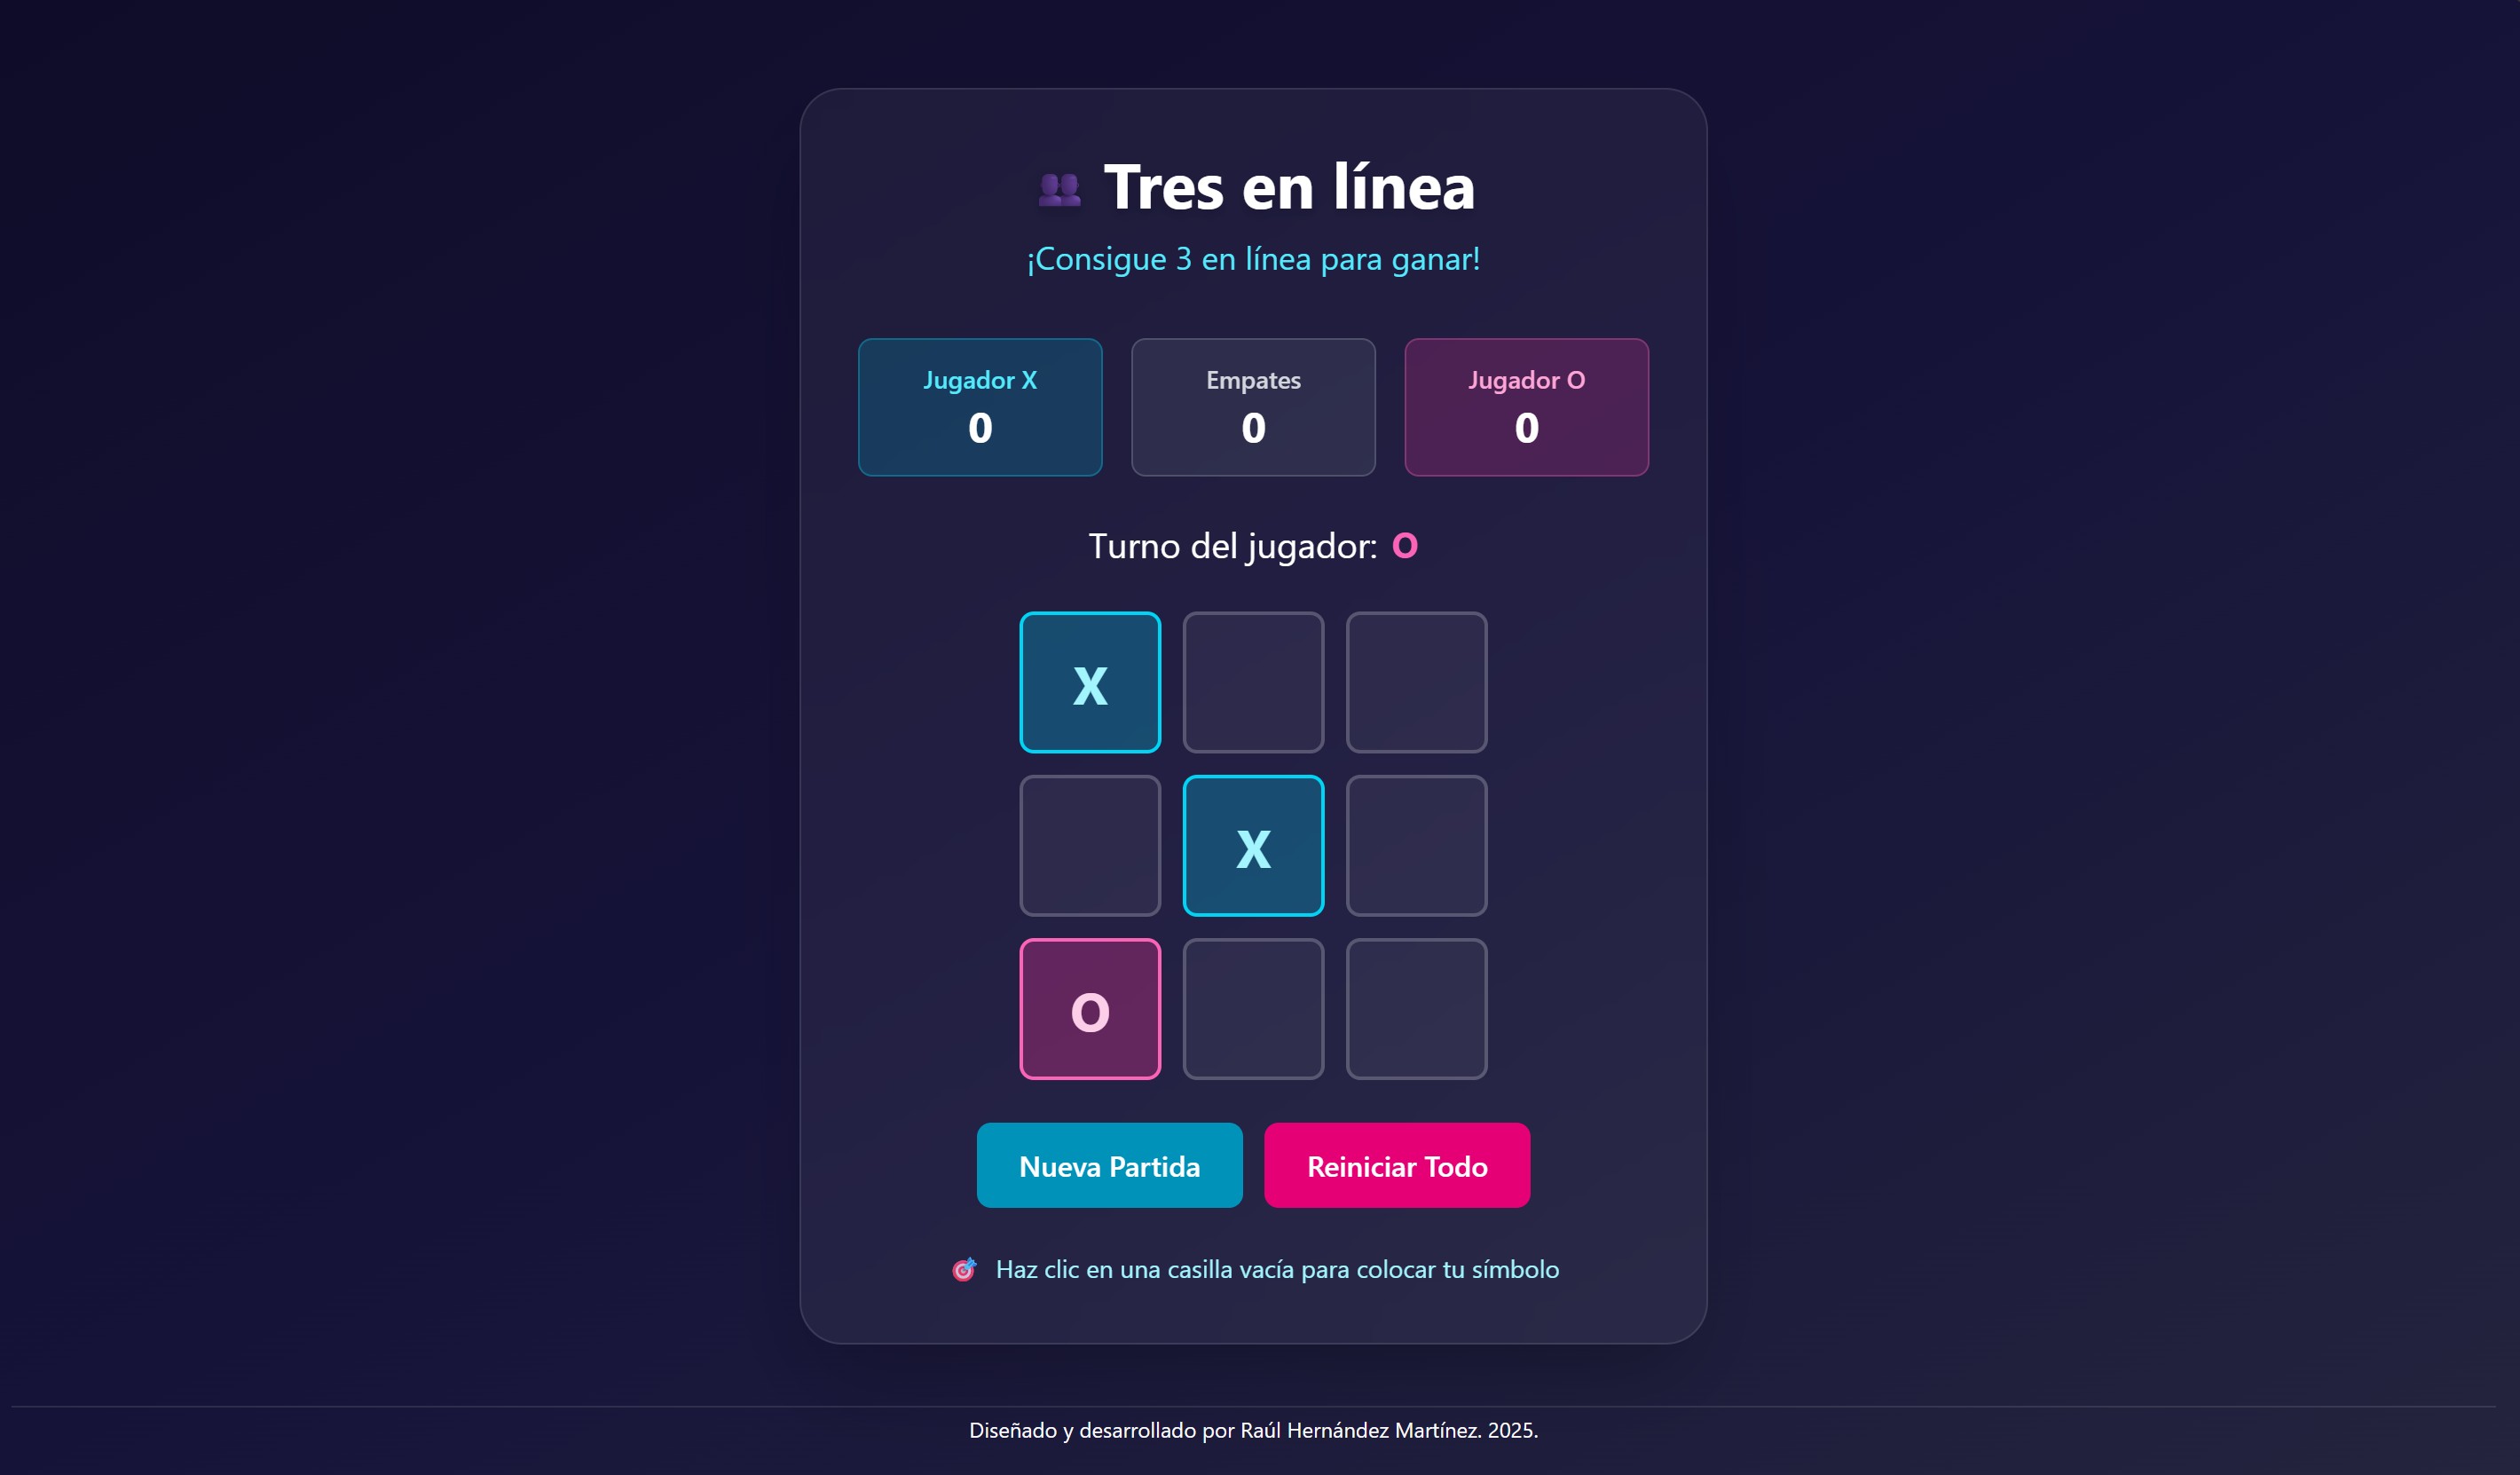 Tres en línea
¡Consigue 3 en línea para ganar!
Jugador X
0
Empates
0
Jugador O
0
Turno del jugador: O
X
X
O
Nueva Partida
Reiniciar Todo
Haz clic en una casilla vacía para colocar tu símbolo
Diseñado y desarrollado por Raúl Hernández Martínez. 2025.